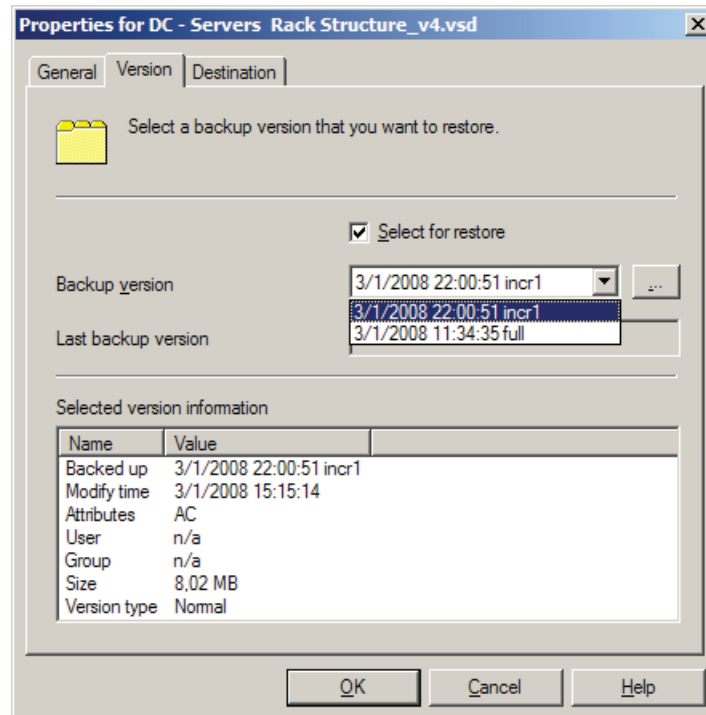 Properties for DC - Servers Rack Structure_v4.vsd
General Version Destination
Select a backup version that you want to restore.
Select for restore
Backup version 3/1/2008 22:00:51 incr1 ...
3/1/2008 22:00:51 incr1
3/1/2008 11:34:35 full
Last backup version
Selected version information
Name Value
Backed up 3/1/2008 22:00:51 incr1
Modify time 3/1/2008 15:15:14
Attributes AC
User n/a
Group n/a
Size 8,02 MB
Version type Normal
OK Cancel Help